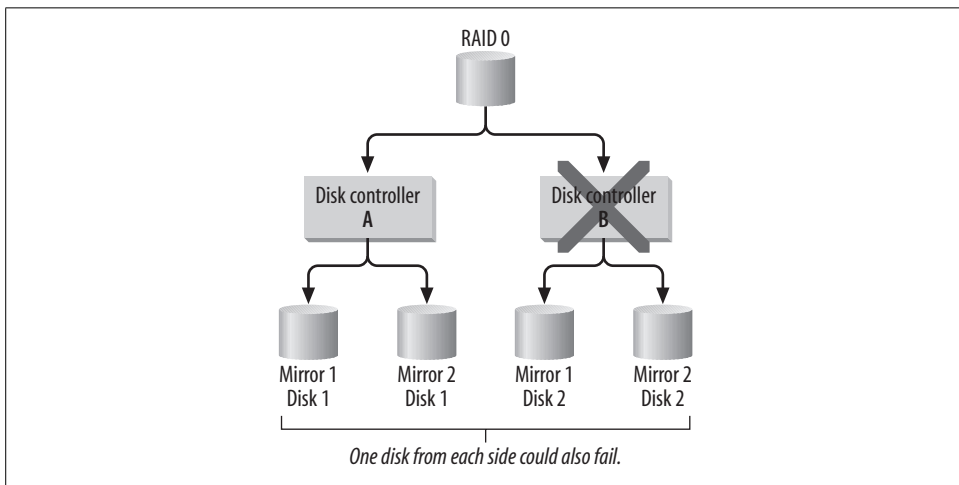 RAID 0
Disk controller
A
Disk controller
B
Mirror 1
Disk 1
Mirror 2
Disk 1
Mirror 1
Disk 2
Mirror 2
Disk 2
One disk from each side could also fail.